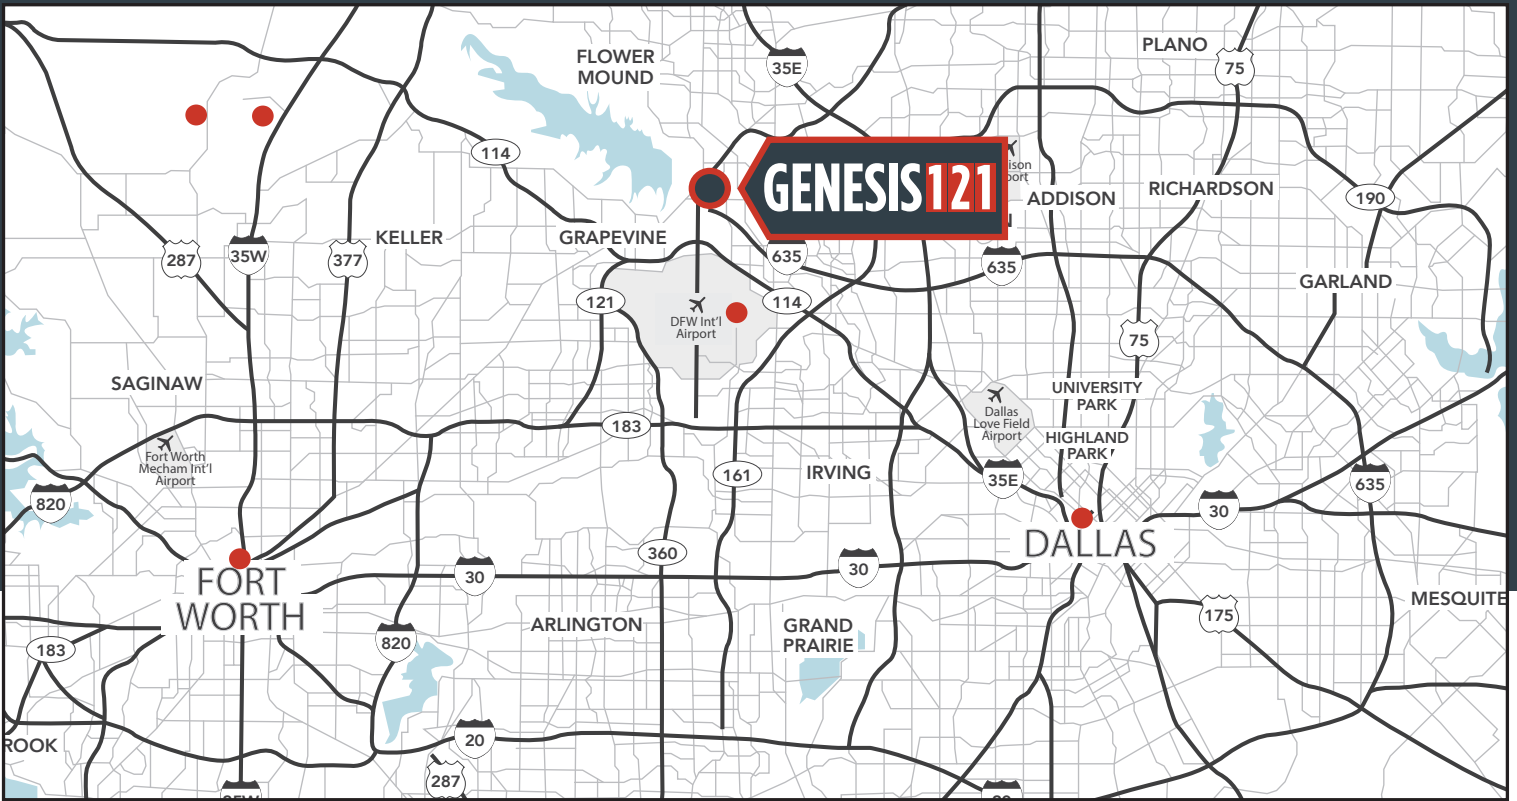 FLOWER
MOUND
35E
PLANO
75
114
GENESIS 121
ADDISON
RICHARDSON
190
287
35W
377
KELLER
GRAPEVINE
635
635
GARLAND
121
DFW Int'l
Airport
114
75
SAGINAW
UNIVERSITY
PARK
Dallas
Love Field
Airport
183
HIGHLAND
PARK
Fort Worth
Mecham Int'l
Airport
820
161
IRVING
35E
635
30
DALLAS
360
30
30
FORT
WORTH
MESQUITE
175
183
820
ARLINGTON
GRAND
PRAIRIE
20
287
ROOK